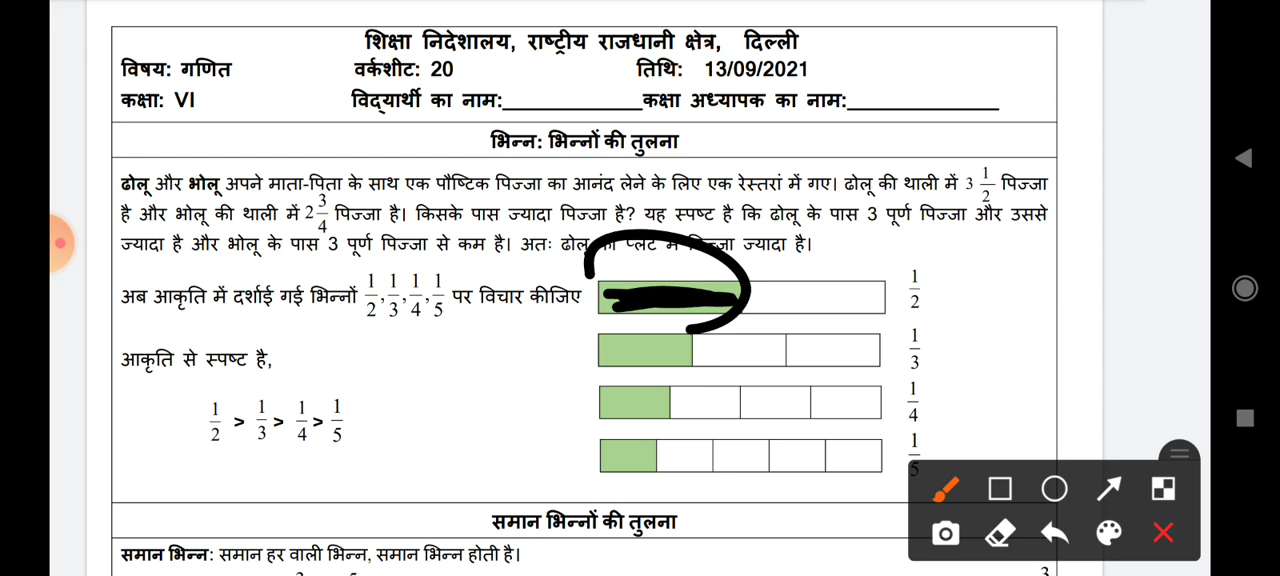 शिक्षा निदेशालय, राष्ट्रीय राजधानी क्षेत्र, दिल्ली
विषय: गणित वर्कशीट: 20 तिथि: 13/09/2021
कक्षा: VI विद्यार्थी का नाम:____________कक्षा अध्यापक का नाम:_____________
भिन्न: भिन्नों की तुलना
ढोलू और भोलू अपने माता-पिता के साथ एक पौष्टिक पिज्जा का आनंद लेने के लिए एक रेस्तरां में गए। ढोलू की थाली में 3 1/2 पिज्जा
है और भोलू की थाली में 2 3/4 पिज्जा है। किसके पास ज्यादा पिज्जा है? यह स्पष्ट है कि ढोलू के पास 3 पूर्ण पिज्जा और उससे
ज्यादा है और भोलू के पास 3 पूर्ण पिज्जा से कम है। अतः ढोलू प्लेट में पिज्जा ज्यादा है।
अब आकृति में दर्शाई गई भिन्नों 1/2, 1/3, 1/4, 1/5 पर विचार कीजिए
1/2
1/3
आकृति से स्पष्ट है,
1/4
1/2 > 1/3 > 1/4 > 1/5
1/5
समान भिन्नों की तुलना
समान भिन्न: समान हर वाली भिन्न, समान भिन्न होती है।